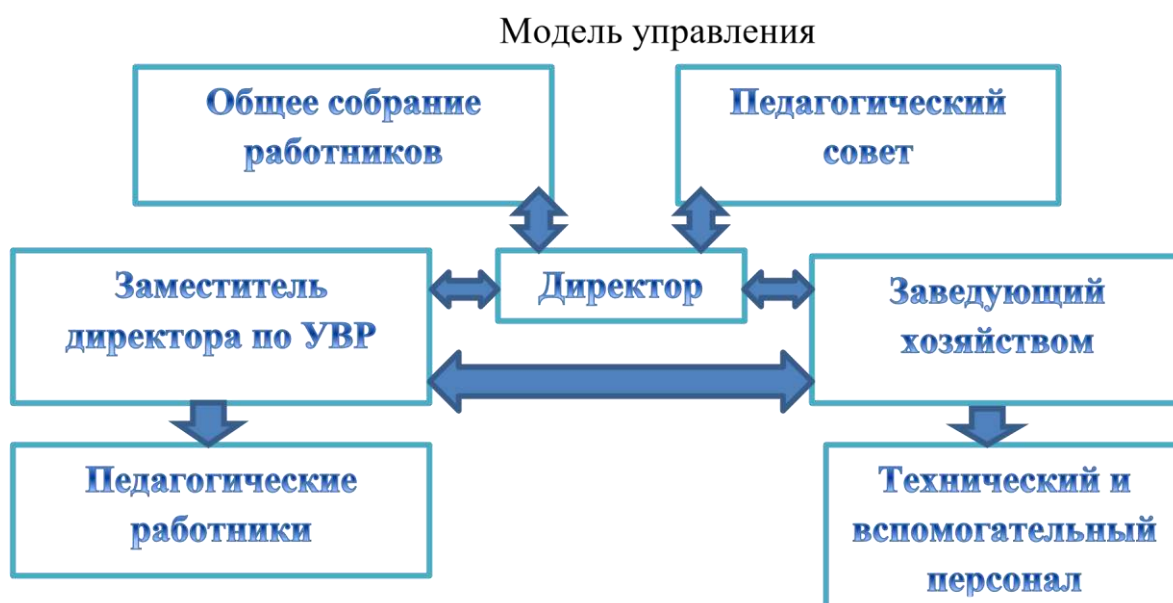 Модель управления
Общее собрание
работников
Педагогический
совет
Директор
Заместитель
директора по УВР
Заведующий
хозяйством
Педагогические
работники
Технический и
вспомогательный
персонал